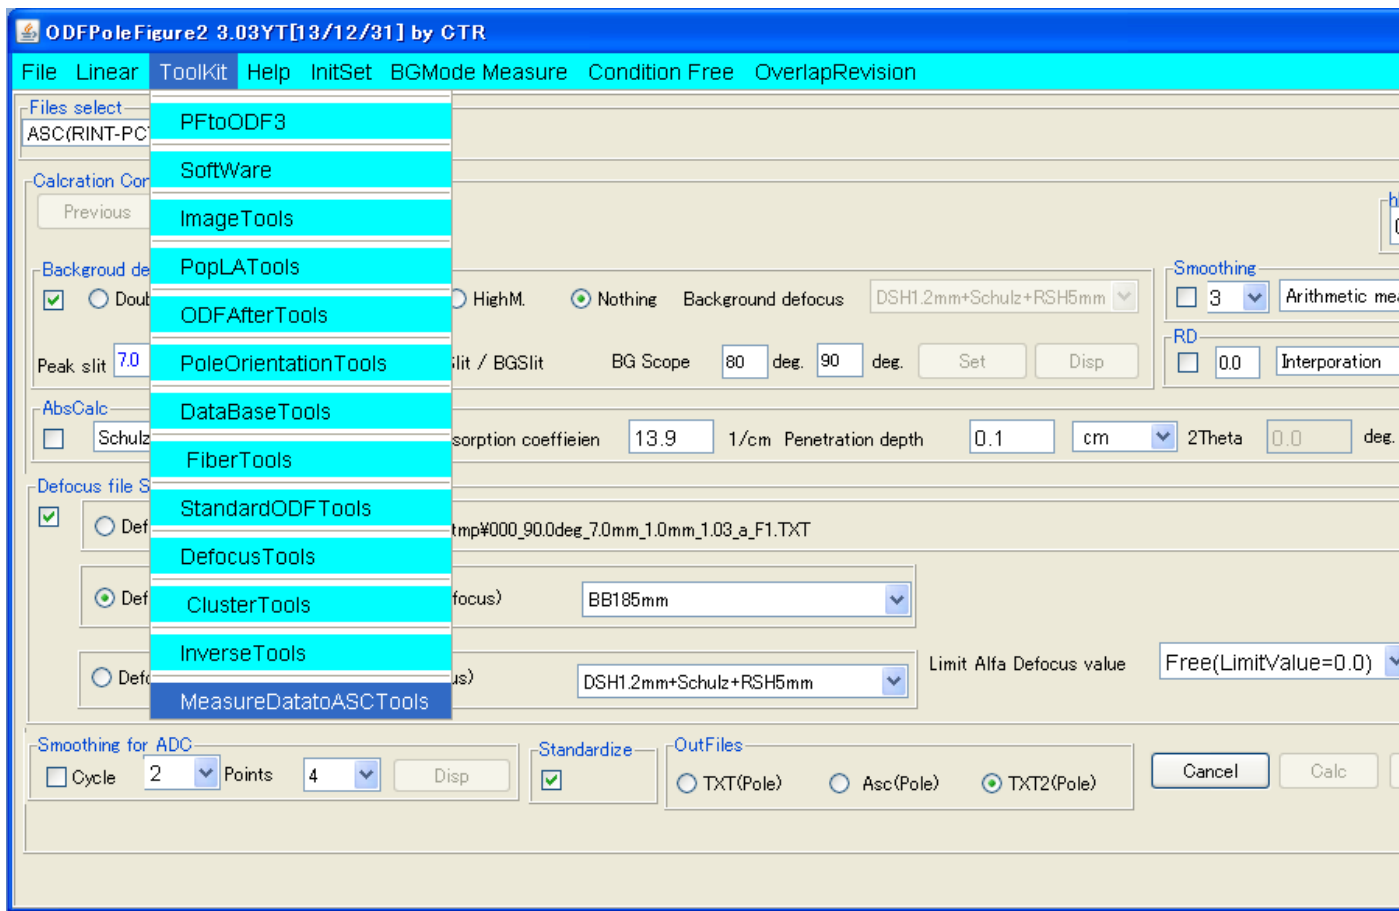 ODFPoleFigure2 3.03YT[13/12/31] by CTR
File Linear ToolKit Help InitSet BGMode Measure Condition Free OverlapRevision
Files select
ASC(RINT-PC
PFtoODF3
SoftWare
ImageTools
PopLATools
ODFAfterTools
PoleOrientationTools
DataBaseTools
FiberTools
StandardODFTools
DefocusTools
ClusterTools
InverseTools
MeasureDatatoASCTools
Calcration Con
Previous
Backgroud de
Doub
HighM. Nothing Background defocus DSH1.2mm+Schulz+RSH5mm
Smoothing
3 Arithmetic me
Peak slit 7.0
Slit / BGSlit BG Scope 80 deg. 90 deg. Set Disp
RD
0.0 Interporation
AbsCalc
Schulz
sorption coeffieien 13.9 1/cm Penetration depth 0.1 cm 2Theta 0.0 deg.
Defocus file S
Def
tmp¥000_90.0deg_7.0mm_1.0mm_1.03_a_F1.TXT
Def
focus) BB185mm
Defo
us) DSH1.2mm+Schulz+RSH5mm
Limit Alfa Defocus value Free(LimitValue=0.0)
Smoothing for ADC
Cycle 2 Points 4 Disp
Standardize
OutFiles
TXT(Pole) Asc(Pole) TXT2(Pole)
Cancel Calc